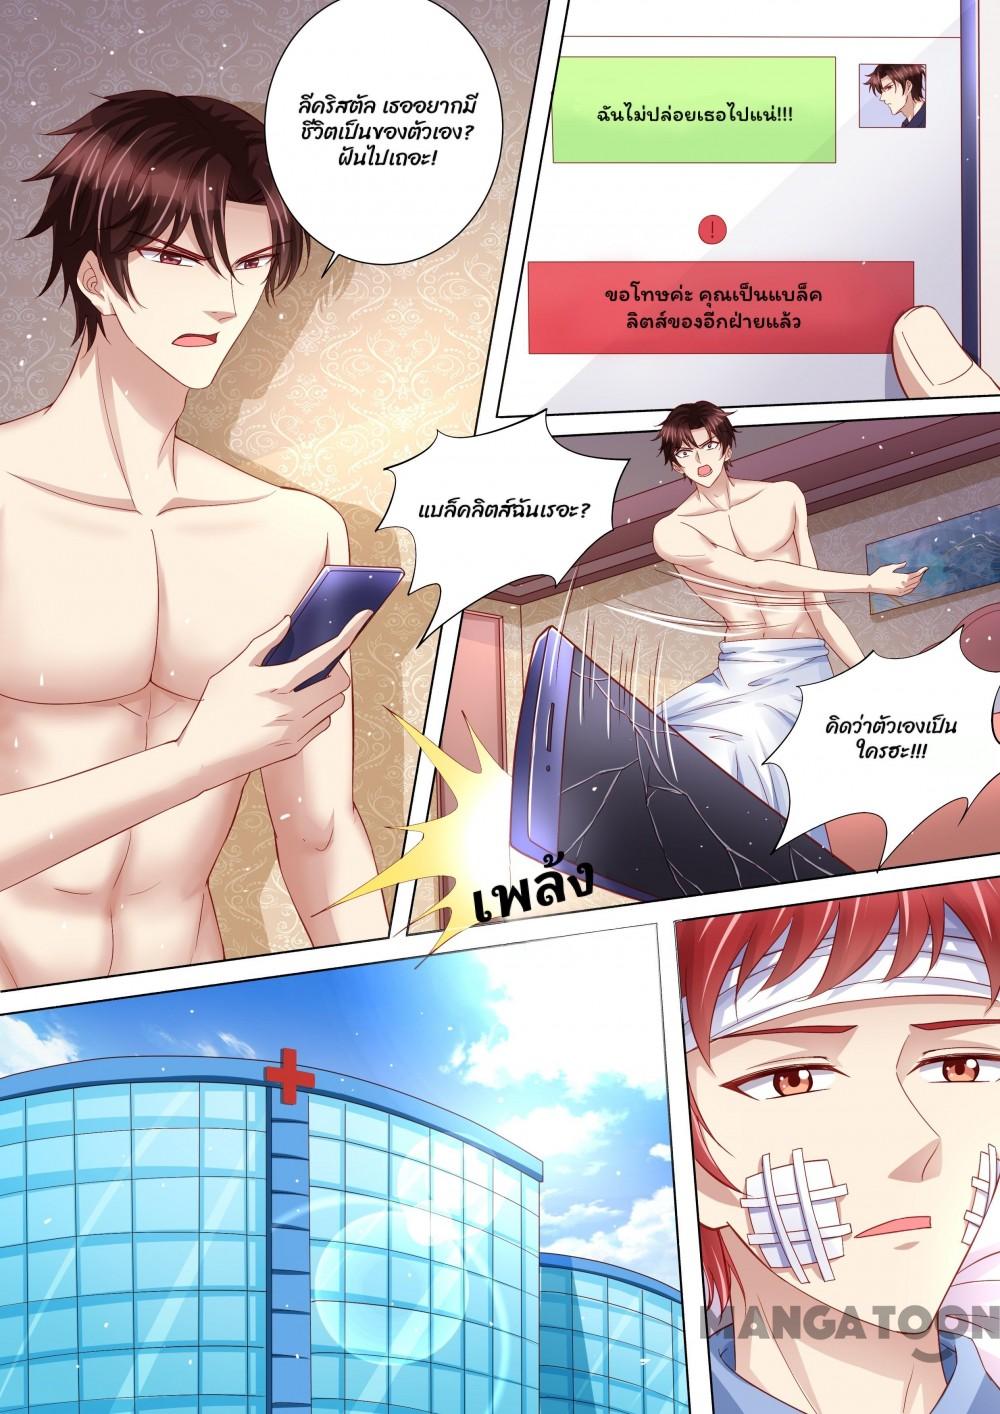 ลีคริสตัล เธออยากมี
ชีวิตเป็นของตัวเอง?
ฝันไปเถอะ!
ฉันไม่ปล่อยเธอไปแน่!!!
!
ขอโทษค่ะ คุณเป็นแบล็ค
ลิตส์ของอีกฝ่ายแล้ว
แบล็คลิตส์ฉันเรอะ?
คิดว่าตัวเองเป็น
ใครฮะ!!!
เพล้ง
MANGATOON